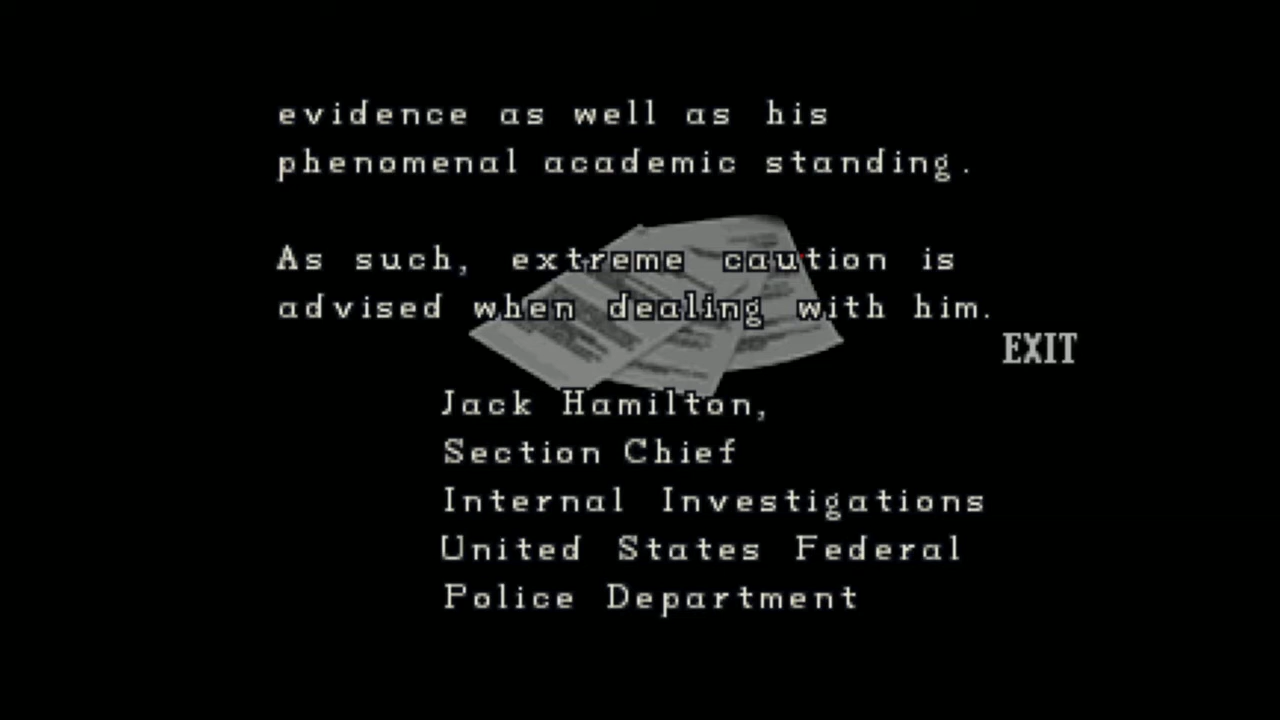 evidence as well as his
phenomenal academic standing.
As such, extreme caution is
advised when dealing with him.
EXIT
Jack Hamilton,
Section Chief
Internal Investigations
United States Federal
Police Department